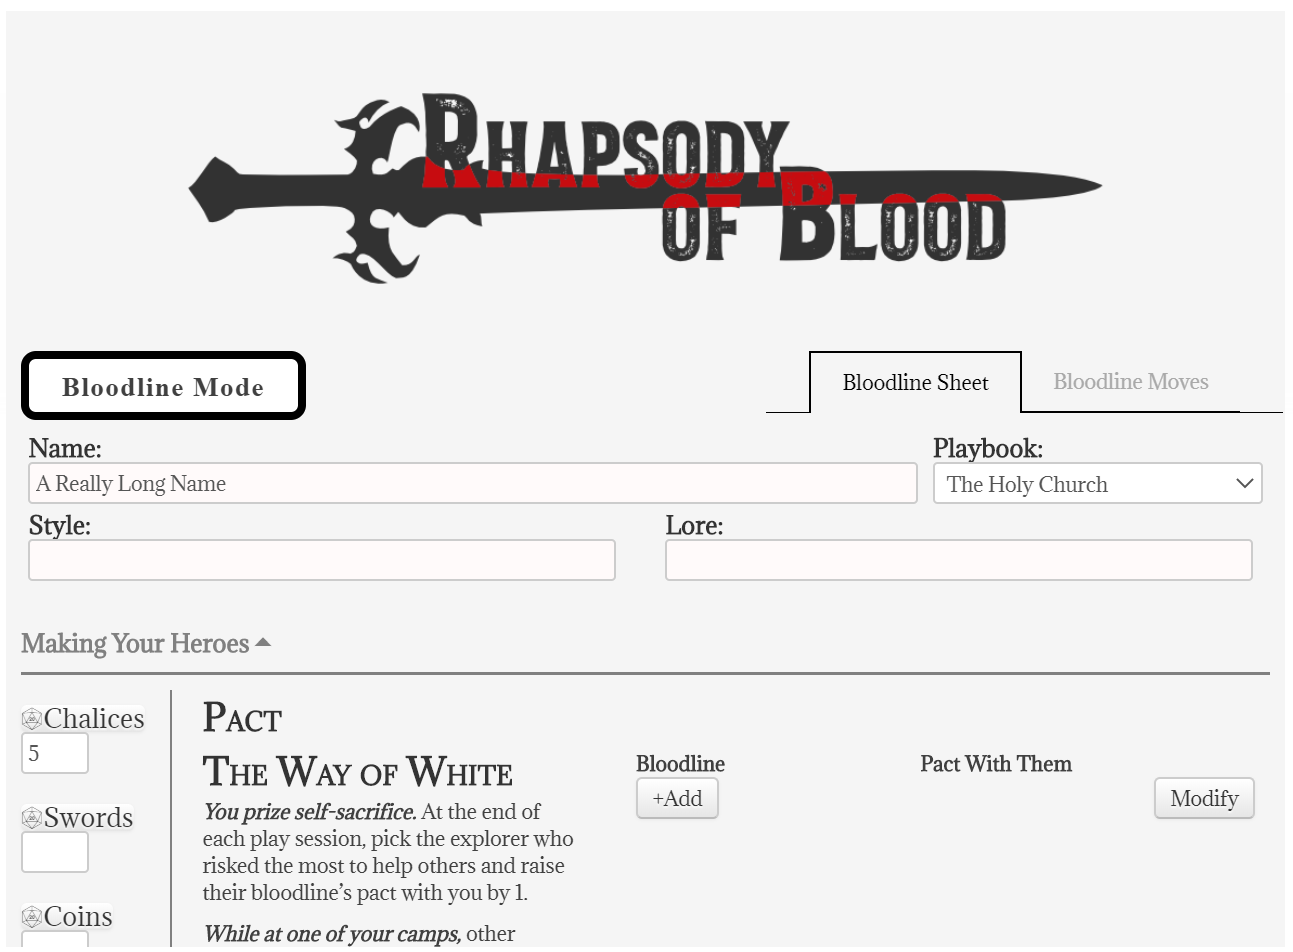 RHAPSODY
OF BLOOD
Bloodline Mode
Bloodline Sheet
Bloodline Moves
Name:
A Really Long Name
Playbook:
The Holy Church
Style:
Lore:
Making Your Heroes
Chalices
5
Swords
Coins
PACT
THE WAY OF WHITE
You prize self-sacrifice. At the end of
each play session, pick the explorer who
risked the most to help others and raise
their bloodline’s pact with you by 1.
While at one of your camps, other
Bloodline
+Add
Pact With Them
Modify